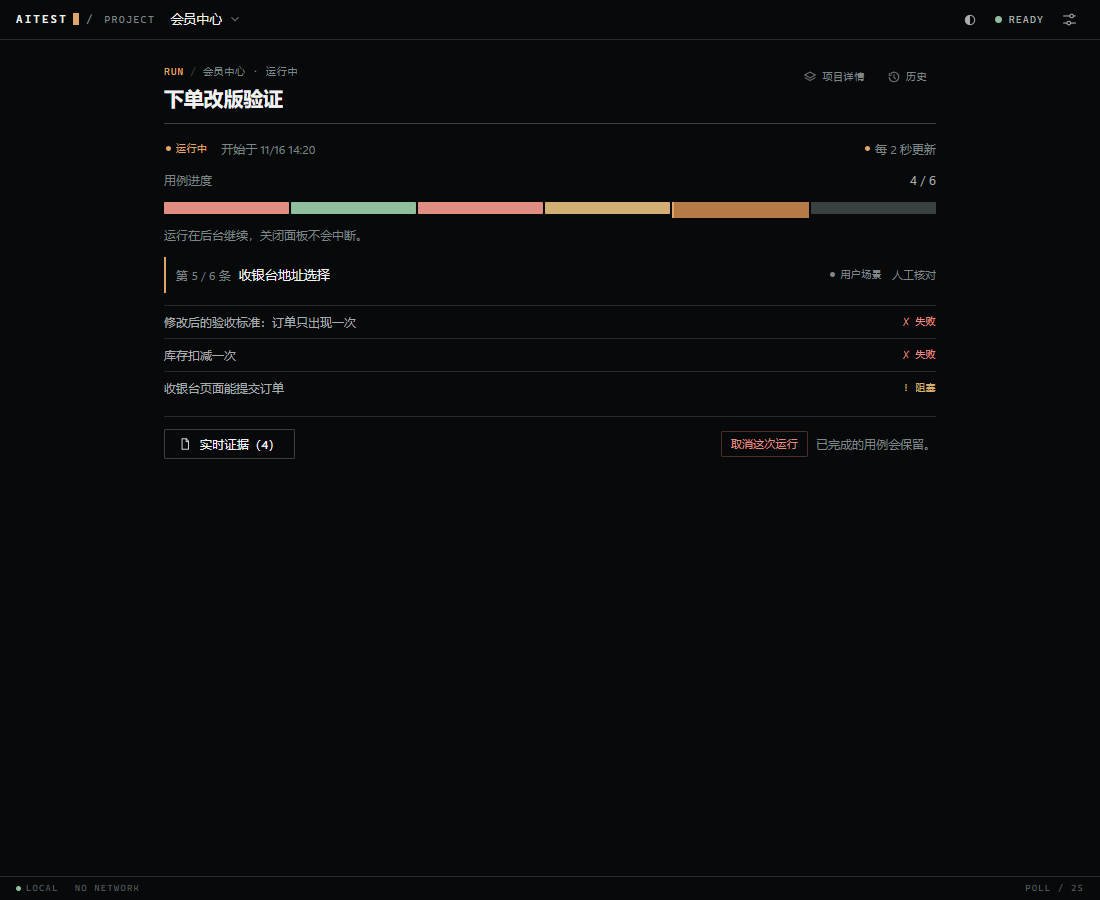 AITEST / PROJECT 会员中心 READY
RUN / 会员中心 · 运行中
项目详情 历史
下单改版验证
运行中 开始于 11/16 14:20 每 2 秒更新
用例进度 4 / 6
运行在后台继续，关闭面板不会中断。
第 5 / 6 条 收银台地址选择 用户场景 人工核对
修改后的验收标准：订单只出现一次 ✗ 失败
库存扣减一次 ✗ 失败
收银台页面能提交订单 ! 阻塞
实时证据（4） 取消这次运行 已完成的用例会保留。
LOCAL NO NETWORK POLL / 2S